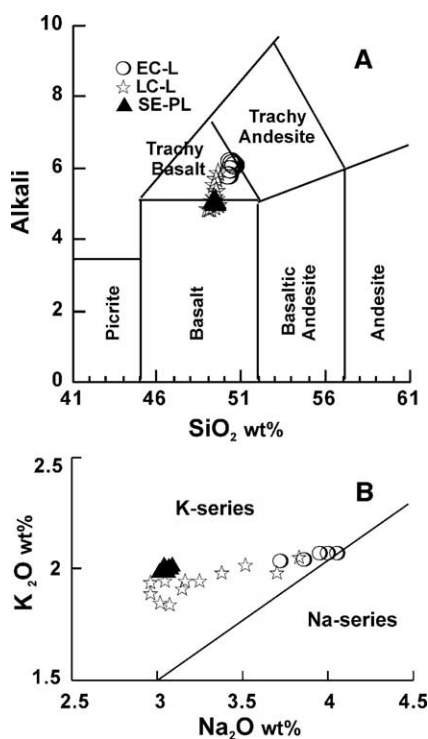 10
A
EC-L
LC-L
SE-PL
8
Trachy
Andesite
Trachy
Basalt
6
Alkali
4
Picrite
Basalt
Basaltic
Andesite
Andesite
2
0
41 46 51 56 61
SiO2 wt%
2.5
B
K-series
K2O wt%
2
Na-series
1.5
2.5 3 3.5 4 4.5
Na2O wt%